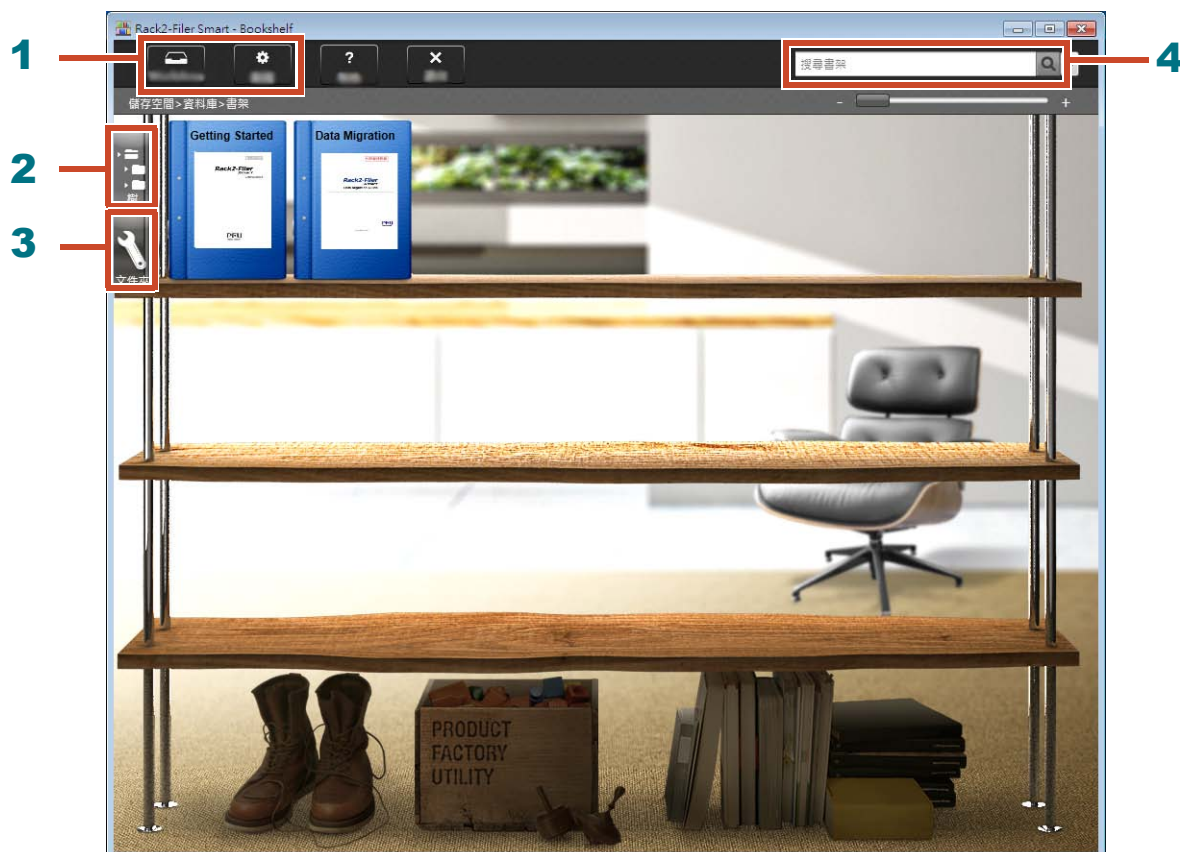 Rack2-Filer Smart - Bookshelf
1
4
?
搜尋書架
儲存空間>資料庫>書架
- +
2
3
樹
文件夾
Getting Started
Rack2-Filer
PFU
Data Migration
Rack2-Filer
PRODUCT
FACTORY
UTILITY